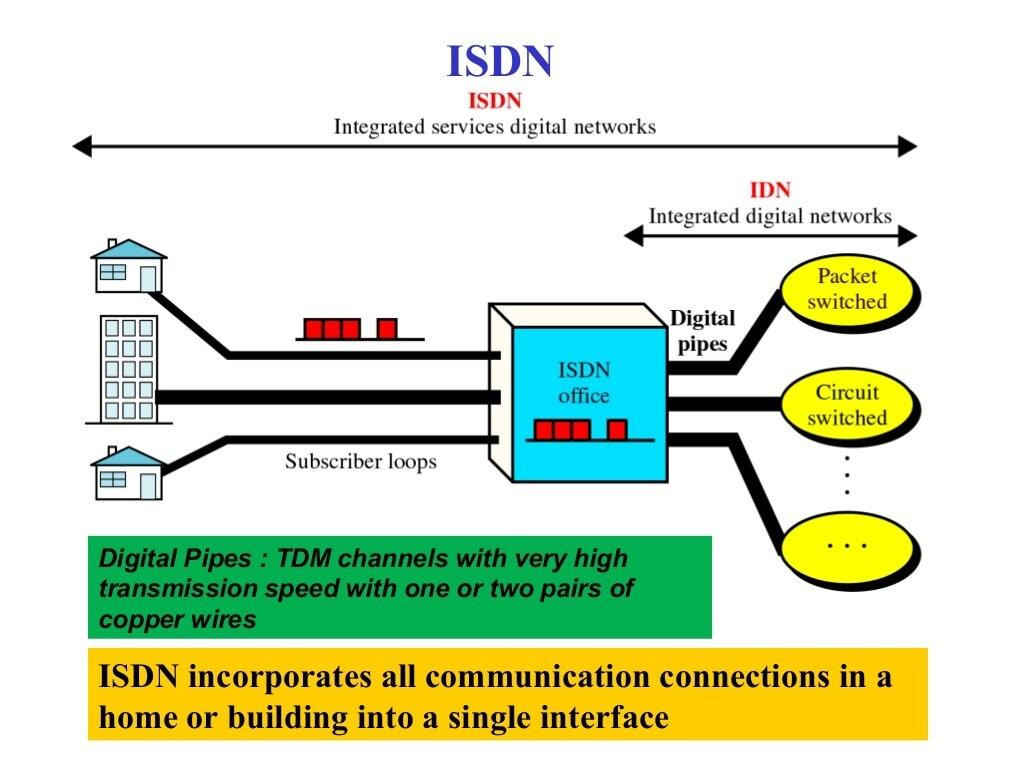 ISDN
ISDN
Integrated services digital networks
IDN
Integrated digital networks
Packet
switched
Digital
pipes
ISDN
office
Circuit
switched
Subscriber loops
. . .
Digital Pipes : TDM channels with very high
transmission speed with one or two pairs of
copper wires
ISDN incorporates all communication connections in a
home or building into a single interface